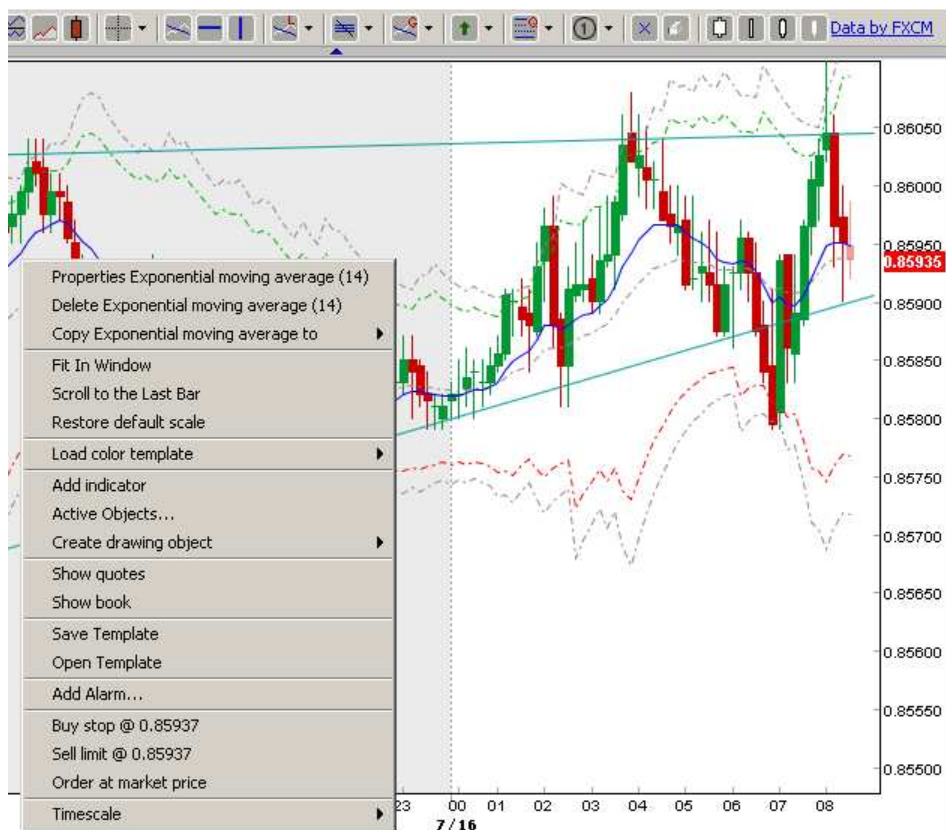 L
G
Q
1
Data by FXCM
0.86050
0.86000
0.85950
0.85935
0.85900
0.85850
0.85800
0.85750
0.85700
0.85650
0.85600
0.85550
0.85500
Properties Exponential moving average (14)
Delete Exponential moving average (14)
Copy Exponential moving average to
Fit In Window
Scroll to the Last Bar
Restore default scale
Load color template
Add indicator
Active Objects...
Create drawing object
Show quotes
Show book
Save Template
Open Template
Add Alarm...
Buy stop @ 0.85937
Sell limit @ 0.85937
Order at market price
Timescale
23 00 01 02 03 04 05 06 07 08
7/16